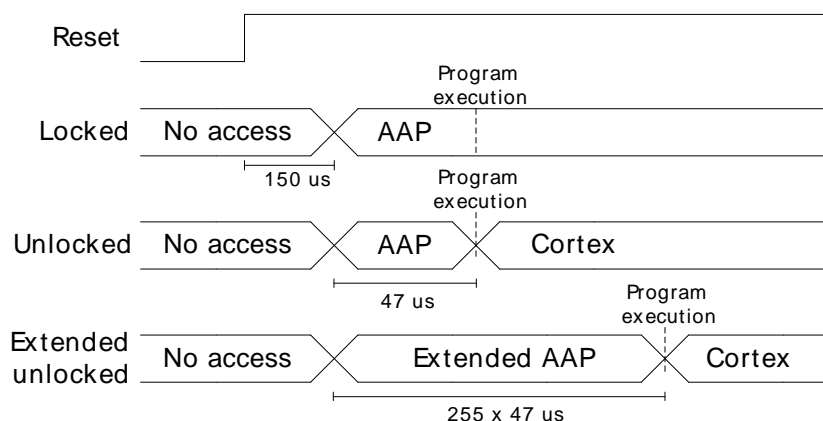 Reset
Program
execution
Locked
No access
AAP
150 us
Program
execution
Unlocked
No access
AAP
Cortex
47 us
Program
execution
Extended
unlocked
No access
Extended AAP
Cortex
255 x 47 us